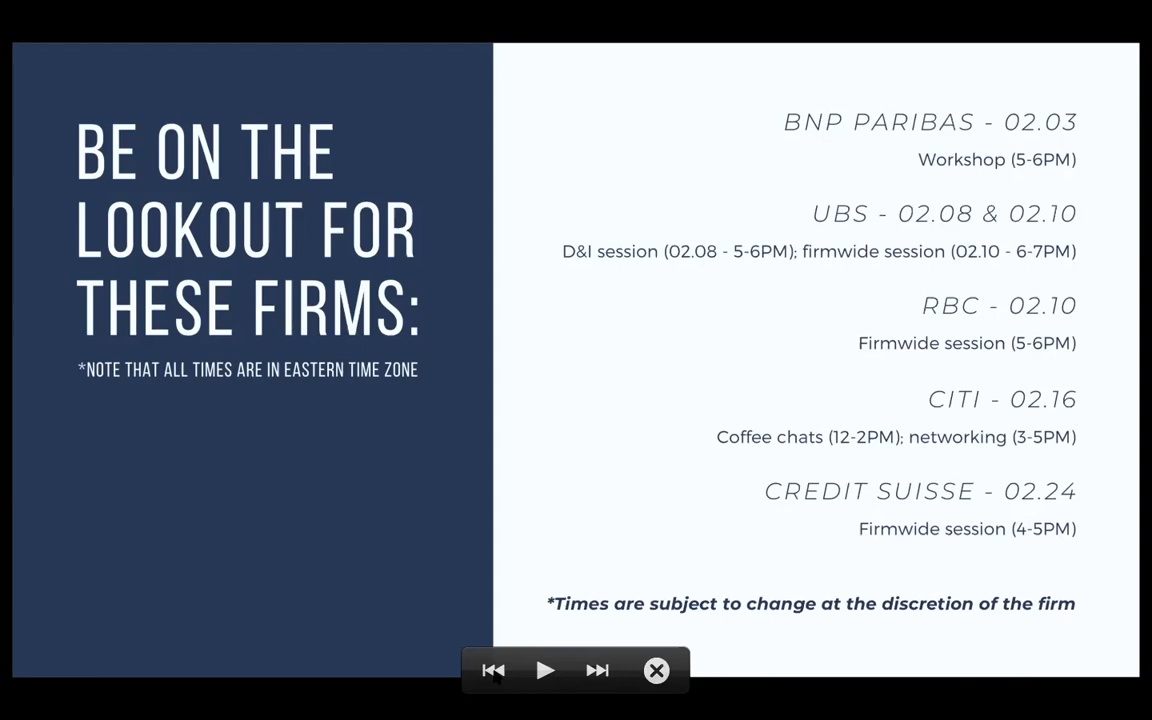 BE ON THE
LOOKOUT FOR
THESE FIRMS:
*NOTE THAT ALL TIMES ARE IN EASTERN TIME ZONE
BNP PARIBAS - 02.03
Workshop (5-6PM)
UBS - 02.08 & 02.10
D&I session (02.08 - 5-6PM); firmwide session (02.10 - 6-7PM)
RBC - 02.10
Firmwide session (5-6PM)
CITI - 02.16
Coffee chats (12-2PM); networking (3-5PM)
CREDIT SUISSE - 02.24
Firmwide session (4-5PM)
*Times are subject to change at the discretion of the firm